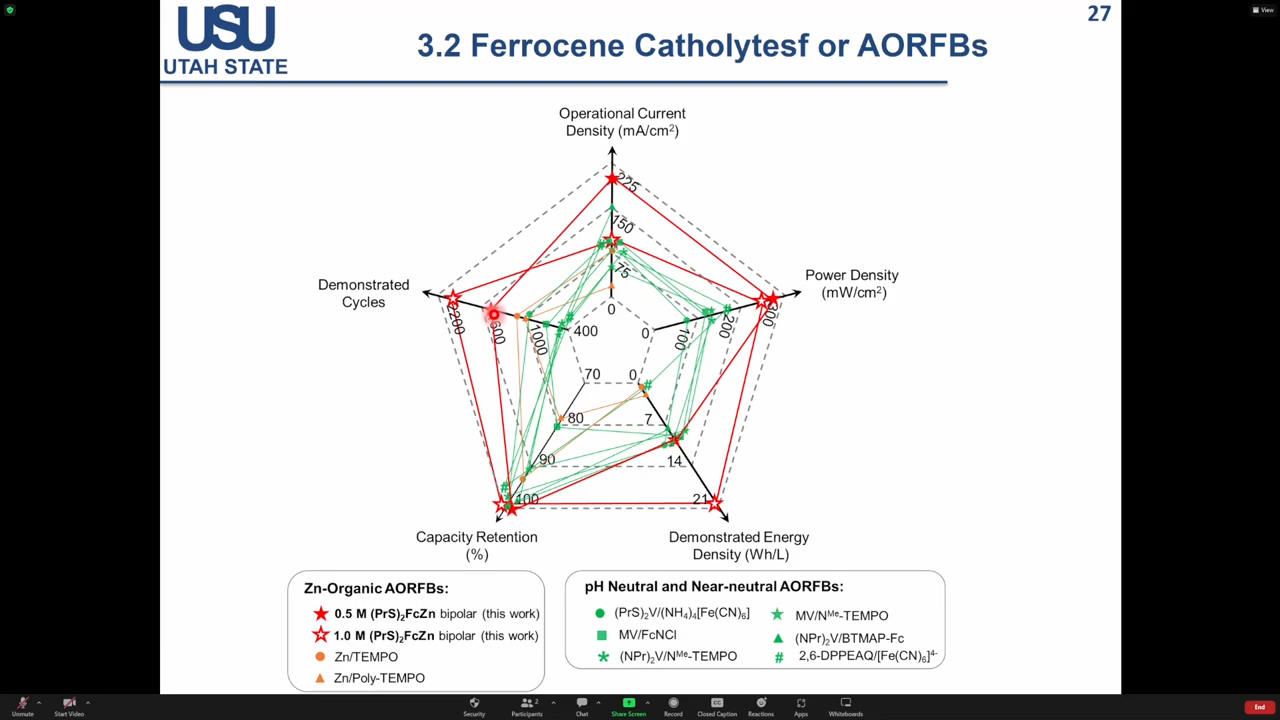 View
USU
UTAH STATE
27
3.2 Ferrocene Catholytesf or AORFBs
Operational Current
Density (mA/cm²)
225
150
75
0
Power Density
(mW/cm²)
0
100
200
300
Demonstrated
Cycles
2200
600
1000
400
70
80
90
100
0
7
14
21
Capacity Retention
(%)
Demonstrated Energy
Density (Wh/L)
Zn-Organic AORFBs:
0.5 M (PrS)₂FcZn bipolar (this work)
1.0 M (PrS)₂FcZn bipolar (this work)
Zn/TEMPO
Zn/Poly-TEMPO
pH Neutral and Near-neutral AORFBs:
(PrS)₂V/(NH₄)₄[Fe(CN)₆]
MV/FcNCl
(NPr)₂V/Nᴹᵉ-TEMPO
MV/Nᴹᵉ-TEMPO
(NPr)₂V/BTMAP-Fc
2,6-DPPEAQ/[Fe(CN)₆]⁴⁻
Unmute
Start Video
Security
Participants
2
Chat
Share Screen
Record
Closed Caption
Reactions
Apps
Whiteboards
End